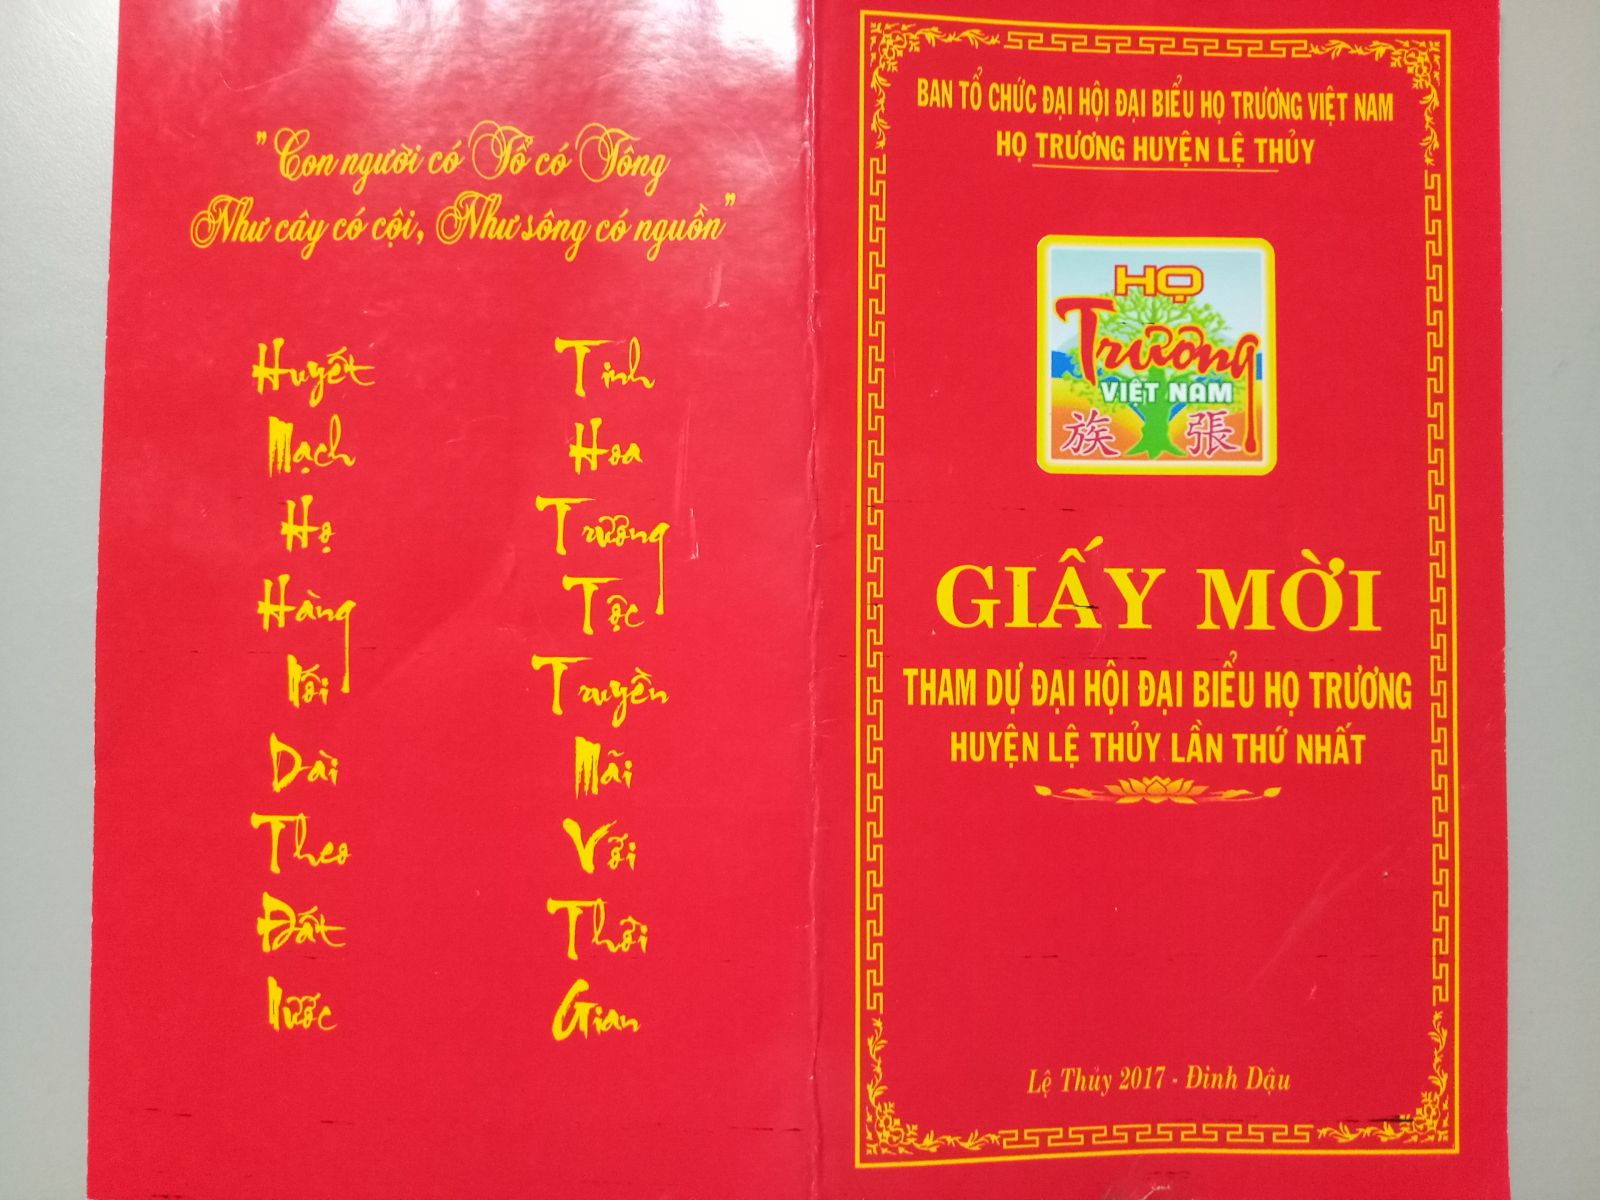 "Con người có Tổ có Tông
Như cây có cội, Như sông có nguồn"
Huyết
Mạch
Họ
Hàng
Nối
Dài
Theo
Đất
Nước
Tinh
Hoa
Trương
Tộc
Truyền
Mãi
Với
Thời
Gian
BAN TỔ CHỨC ĐẠI HỘI ĐẠI BIỂU HỌ TRƯƠNG VIỆT NAM
HỌ TRƯƠNG HUYỆN LỆ THỦY
HỌ
Trương
VIỆT NAM
族 張
GIẤY MỜI
THAM DỰ ĐẠI HỘI ĐẠI BIỂU HỌ TRƯƠNG
HUYỆN LỆ THỦY LẦN THỨ NHẤT
Lệ Thủy 2017 - Đinh Dậu